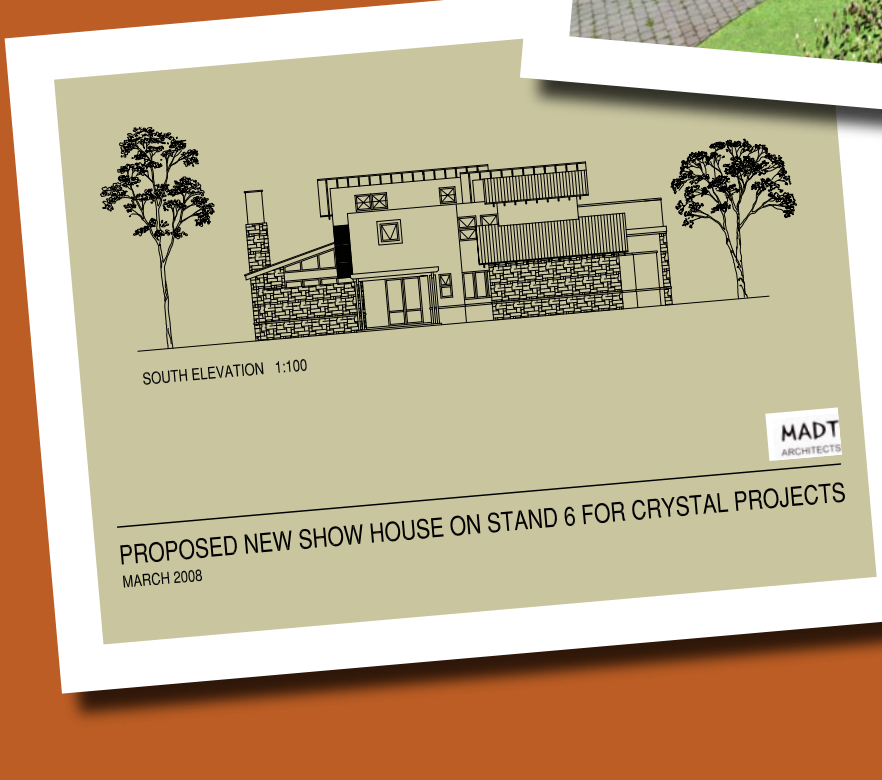 SOUTH ELEVATION 1:100
MADT
ARCHITECTS
PROPOSED NEW SHOW HOUSE ON STAND 6 FOR CRYSTAL PROJECTS
MARCH 2008